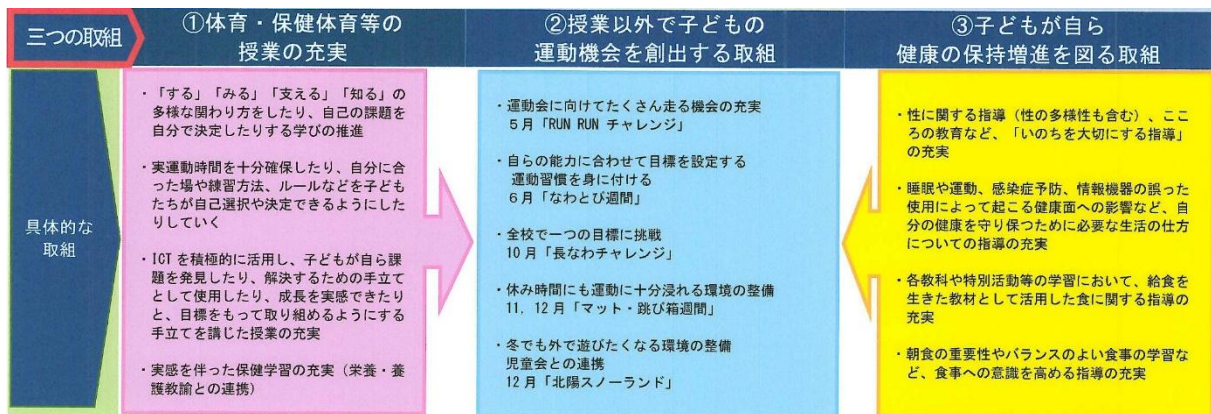 三つの取組
①体育・保健体育等の
授業の充実
②授業以外で子どもの
運動機会を創出する取組
③子どもが自ら
健康の保持増進を図る取組
具体的な
取組
・「する」「みる」「支える」「知る」の
多様な関わり方をしたり、自己の課題を
自分で決定したりする学びの推進
・実運動時間を十分確保したり、自分に合
った場や練習方法、ルールなどを子ども
たちが自己選択や決定できるようにした
りしていく
・ICTを積極的に活用し、子どもが自ら課
題を発見したり、解決するための手立て
として使用したり、成長を実感できたり
と、目標をもって取り組めるようにする
手立てを講じた授業の充実
・実感を伴った保健学習の充実（栄養・養
護教諭との連携）
・運動会に向けてたくさん走る機会の充実
５月「RUN RUN チャレンジ」
・自らの能力に合わせて目標を設定する
運動習慣を身に付ける
６月「なわとび週間」
・全校で一つの目標に挑戦
10月「長なわチャレンジ」
・休み時間にも運動に十分浸れる環境の整備
11, 12月「マット・跳び箱週間」
・冬でも外で遊びたくなる環境の整備
児童会との連携
12月「北陽スノーランド」
・性に関する指導（性の多様性も含む）、ここ
ろの教育など、「いのちを大切にする指導」
の充実
・睡眠や運動、感染症予防、情報機器の誤った
使用によって起こる健康面への影響など、自
分の健康を守り保つために必要な生活の仕方
についての指導の充実
・各教科や特別活動等の学習において、給食を
生きた教材として活用した食に関する指導の
充実
・朝食の重要性やバランスのよい食事の学習な
ど、食事への意識を高める指導の充実